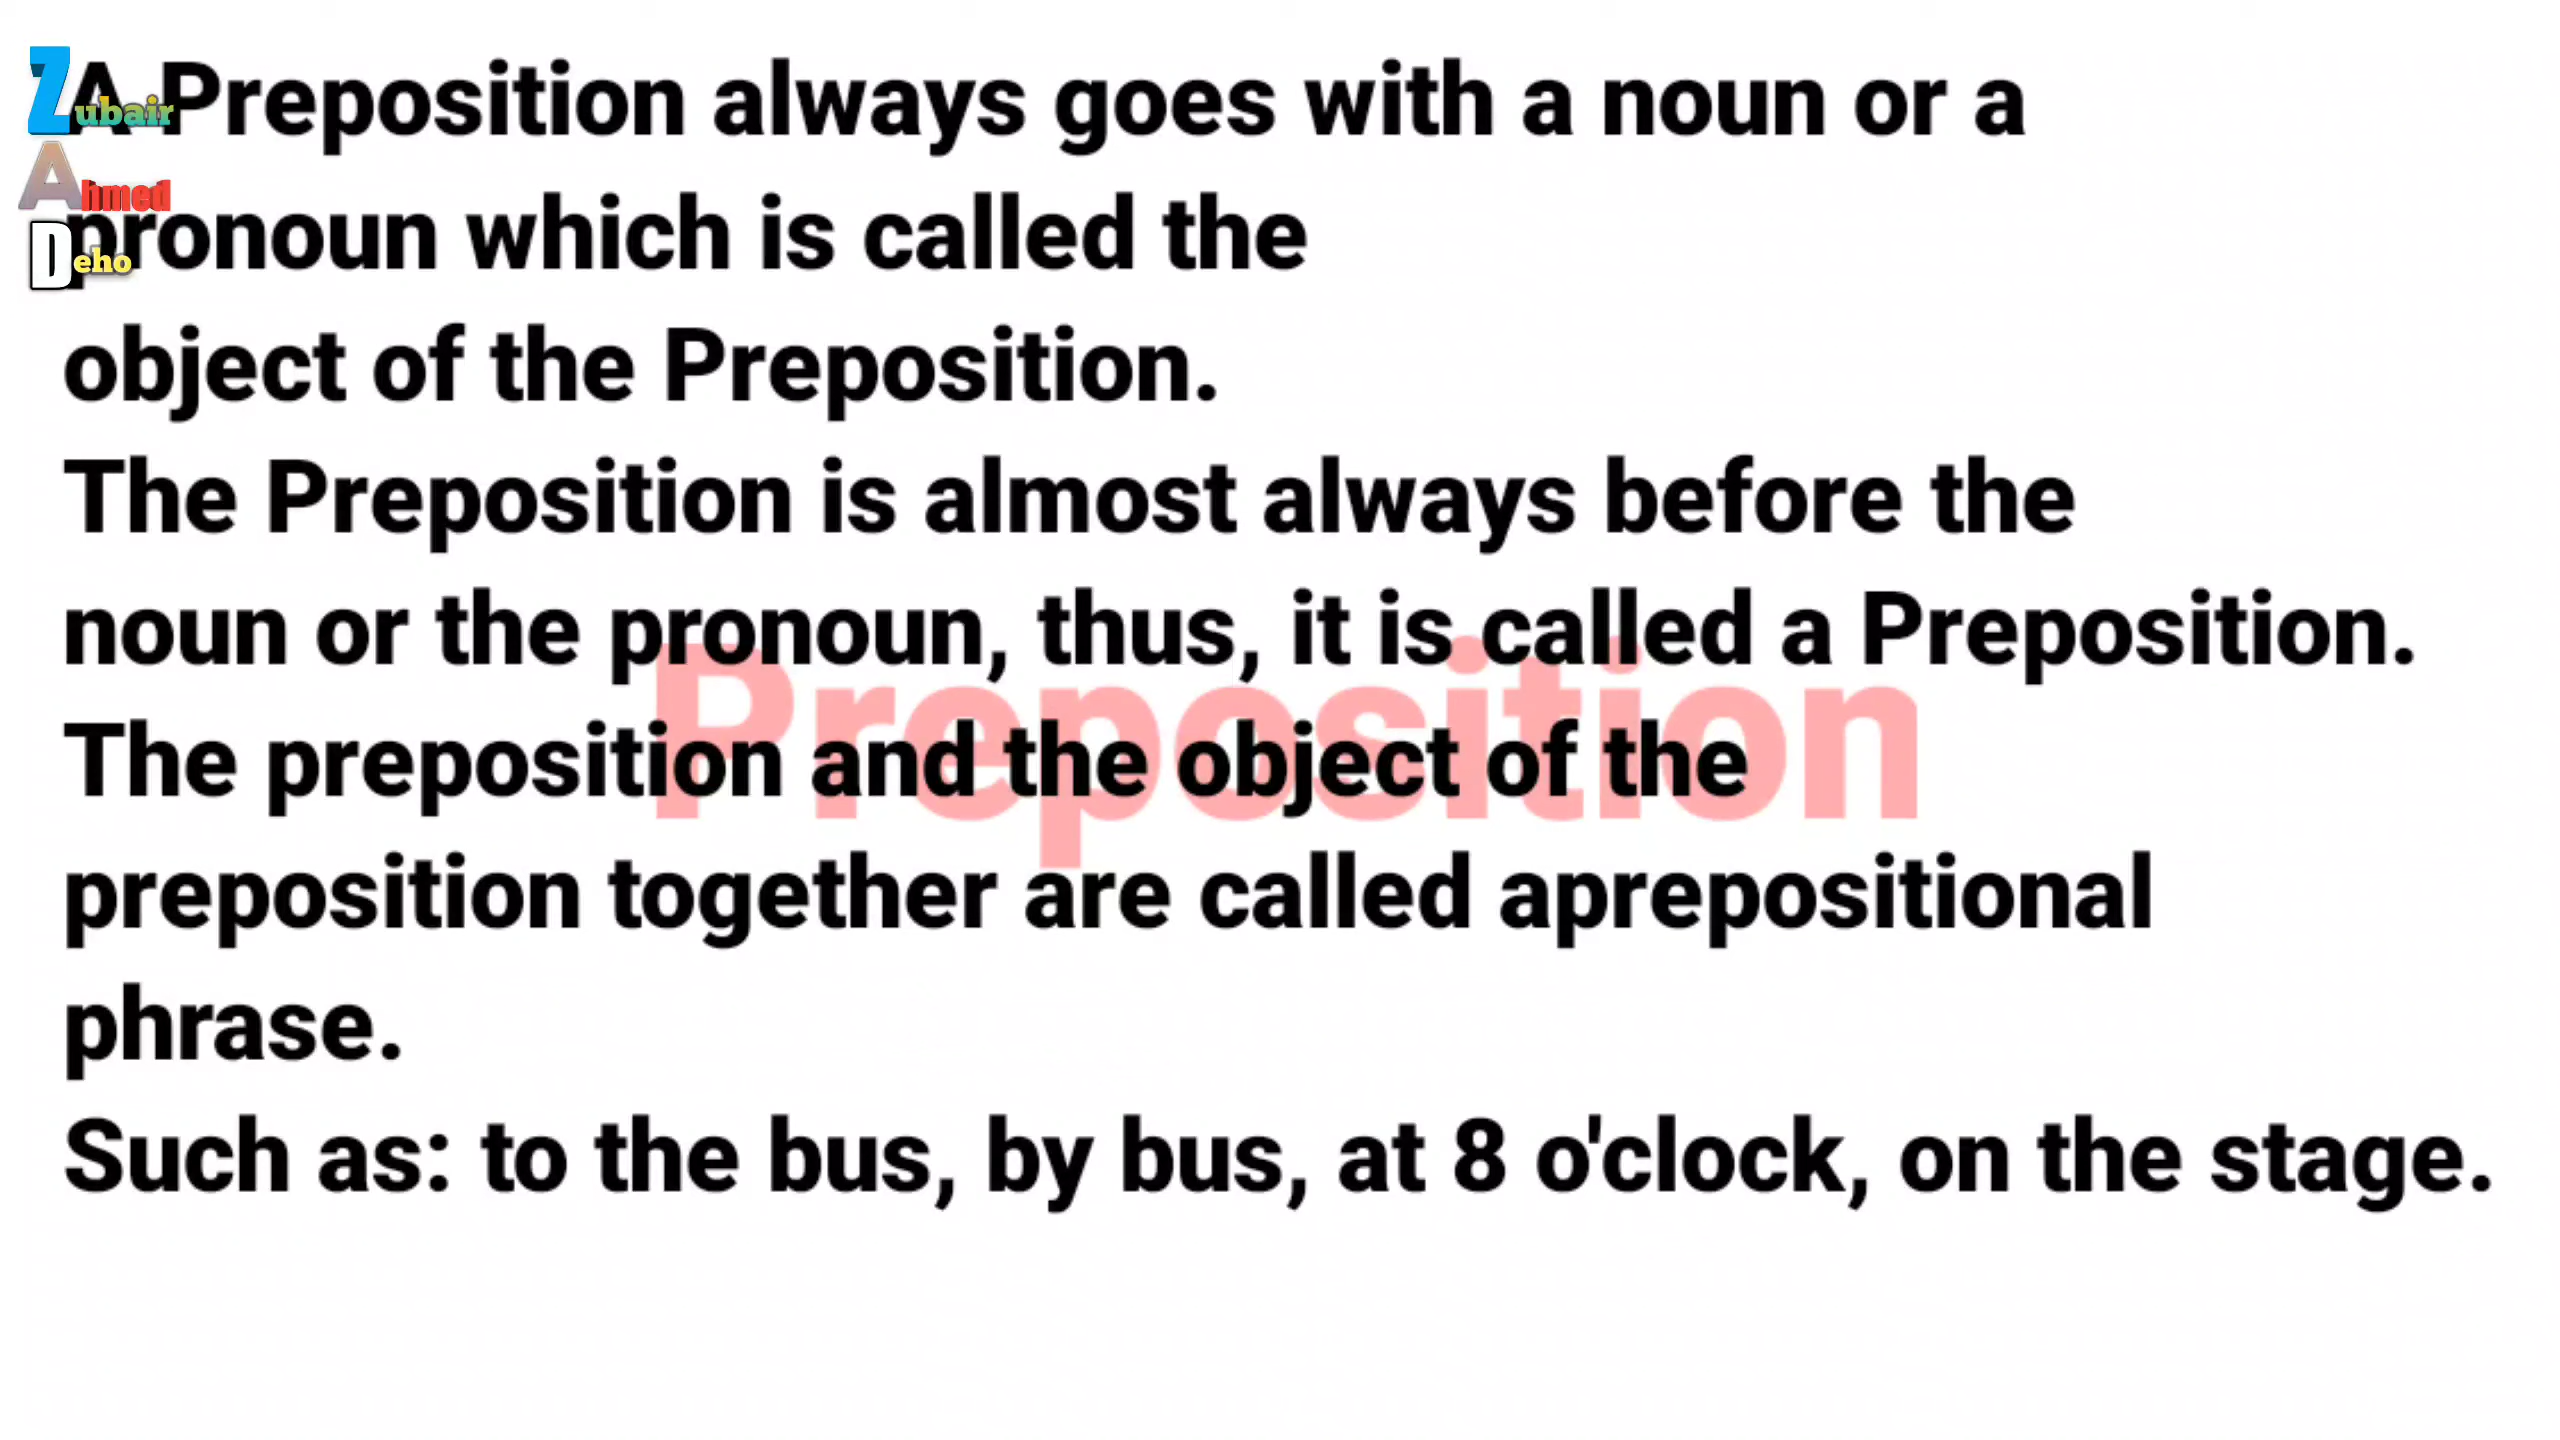 Zubair
Ahmed
Deho
A Preposition always goes with a noun or a
pronoun which is called the
object of the Preposition.
The Preposition is almost always before the
noun or the pronoun, thus, it is called a Preposition.
Preposition
The preposition and the object of the
preposition together are called aprepositional
phrase.
Such as: to the bus, by bus, at 8 o'clock, on the stage.